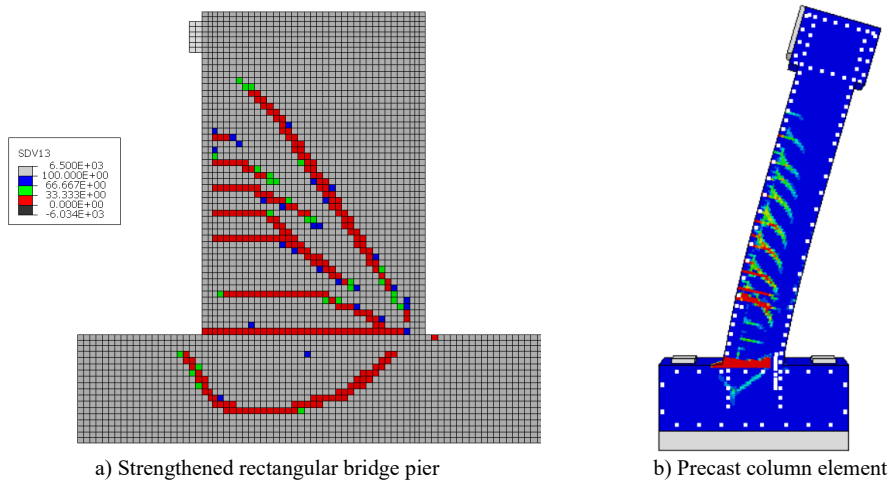 SDV13
6.500E+03
100.000E+00
66.667E+00
33.333E+00
0.000E+00
-6.034E+03
a) Strengthened rectangular bridge pier
b) Precast column element